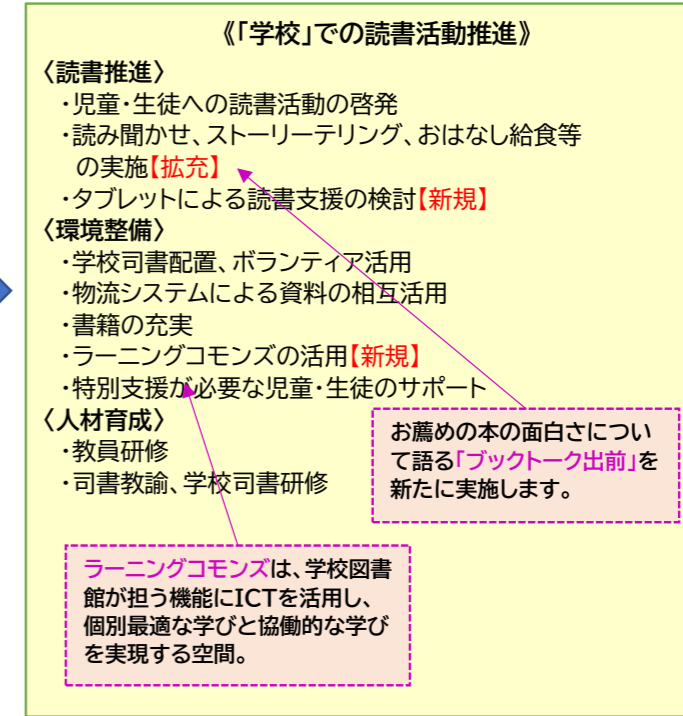 《「学校」での読書活動推進》
〈読書推進〉
・児童・生徒への読書活動の啓発
・読み聞かせ、ストーリーテリング、おはなし給食等
の実施【拡充】
・タブレットによる読書支援の検討【新規】
〈環境整備〉
・学校司書配置、ボランティア活用
・物流システムによる資料の相互活用
・書籍の充実
・ラーニングコモンズの活用【新規】
・特別支援が必要な児童・生徒のサポート
〈人材育成〉
・教員研修
・司書教諭、学校司書研修
お薦めの本の面白さについ
て語る「ブックトーク出前」を
新たに実施します。
ラーニングコモンズは、学校図書
館が担う機能にICTを活用し、
個別最適な学びと協働的な学び
を実現する空間。